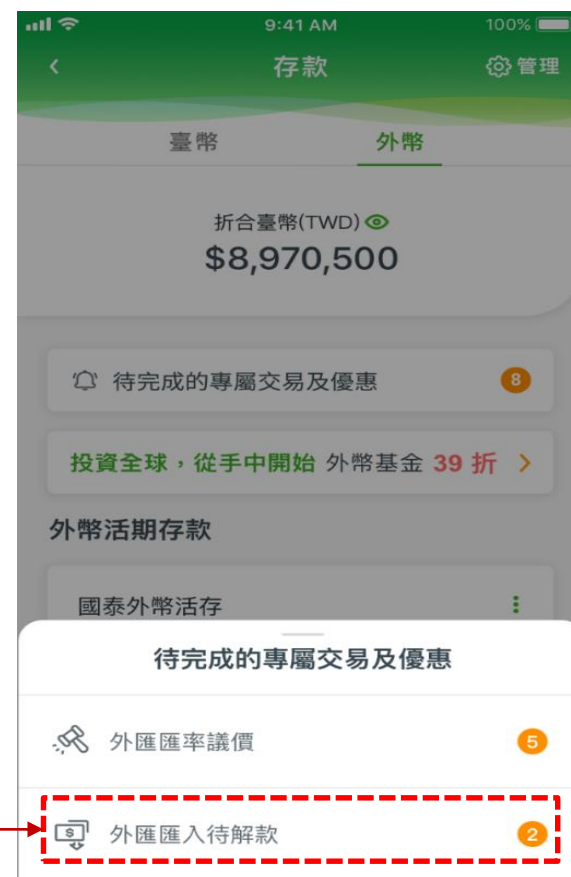 9:41 AM 100%
存款 管理
臺幣 外幣
折合臺幣(TWD)
$8,970,500
待完成的專屬交易及優惠 8
投資全球，從手中開始 外幣基金 39 折
外幣活期存款
國泰外幣活存
待完成的專屬交易及優惠
外匯匯率議價 5
外匯匯入待解款 2